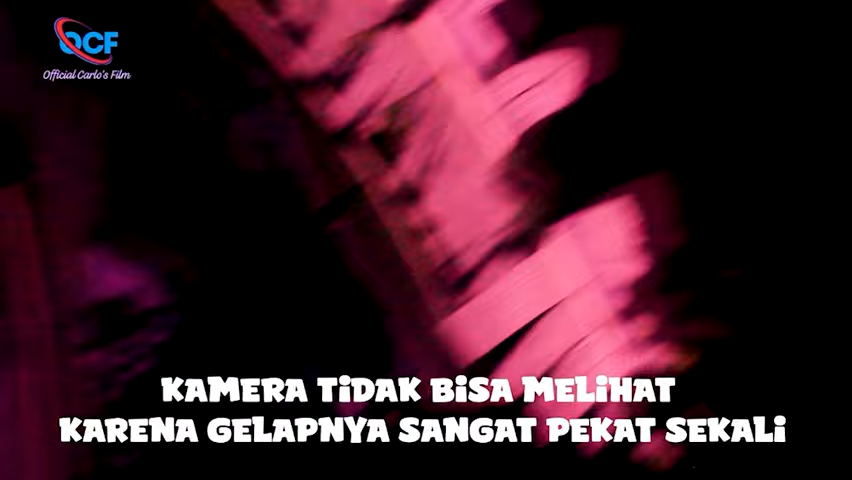 OCF
Official Carlo's Film
KAMERA TiDAK BiSA MELiHAT
KARENA GELAPNYA SANGAT PEKAT SEKALi